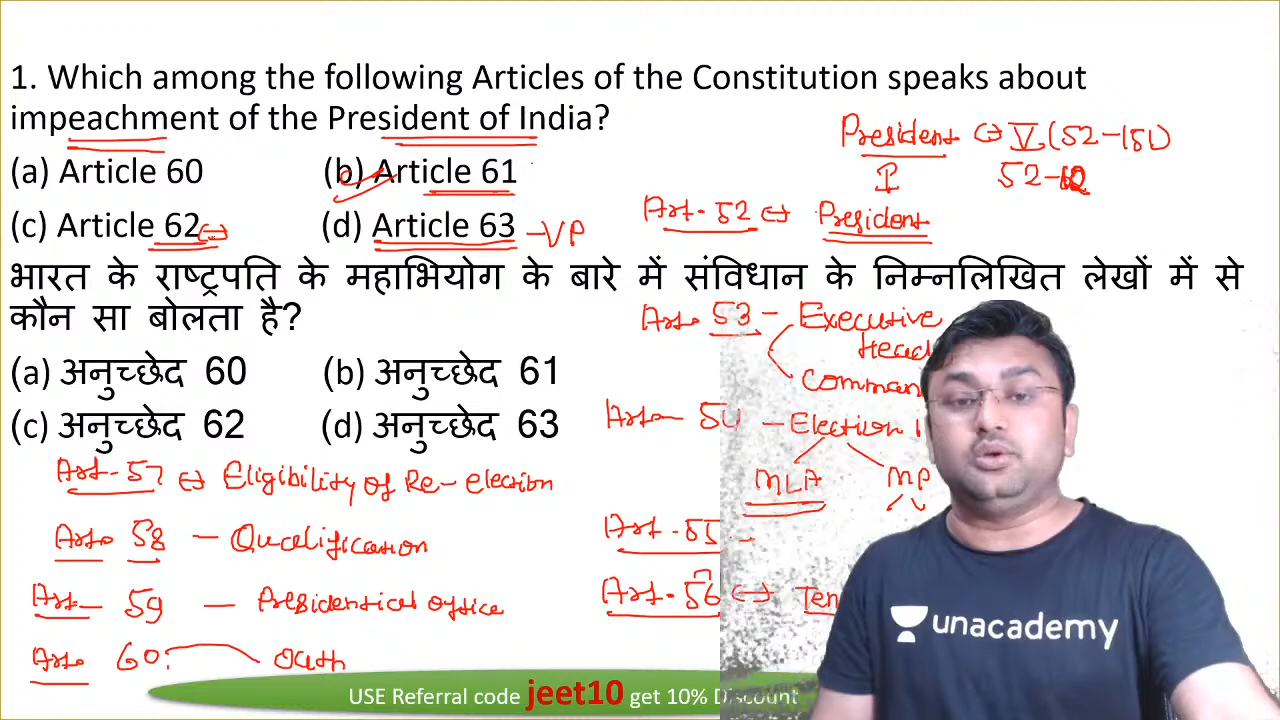 1. Which among the following Articles of the Constitution speaks about
impeachment of the President of India?
(a) Article 60 (b) Article 61
(c) Article 62 (d) Article 63 - VP
President ↔ V (52-151)
I 52-
Art-52 ↔ President
भारत के राष्ट्रपति के महाभियोग के बारे में संविधान के निम्नलिखित लेखों में से
कौन सा बोलता है?
(a) अनुच्छेद 60 (b) अनुच्छेद 61
(c) अनुच्छेद 62 (d) अनुच्छेद 63
Art. 53 - Executive
Head
Art- 54 - Election
MLA MP
Art-55 -
Art-56 ↔ Ten
Art-57 ↔ Eligibility of Re-election
Art. 58 - Qualification
Art- 59 - Presidential office
Art. 60 Oath
unacademy
USE Referral code jeet10 get 10% Discount